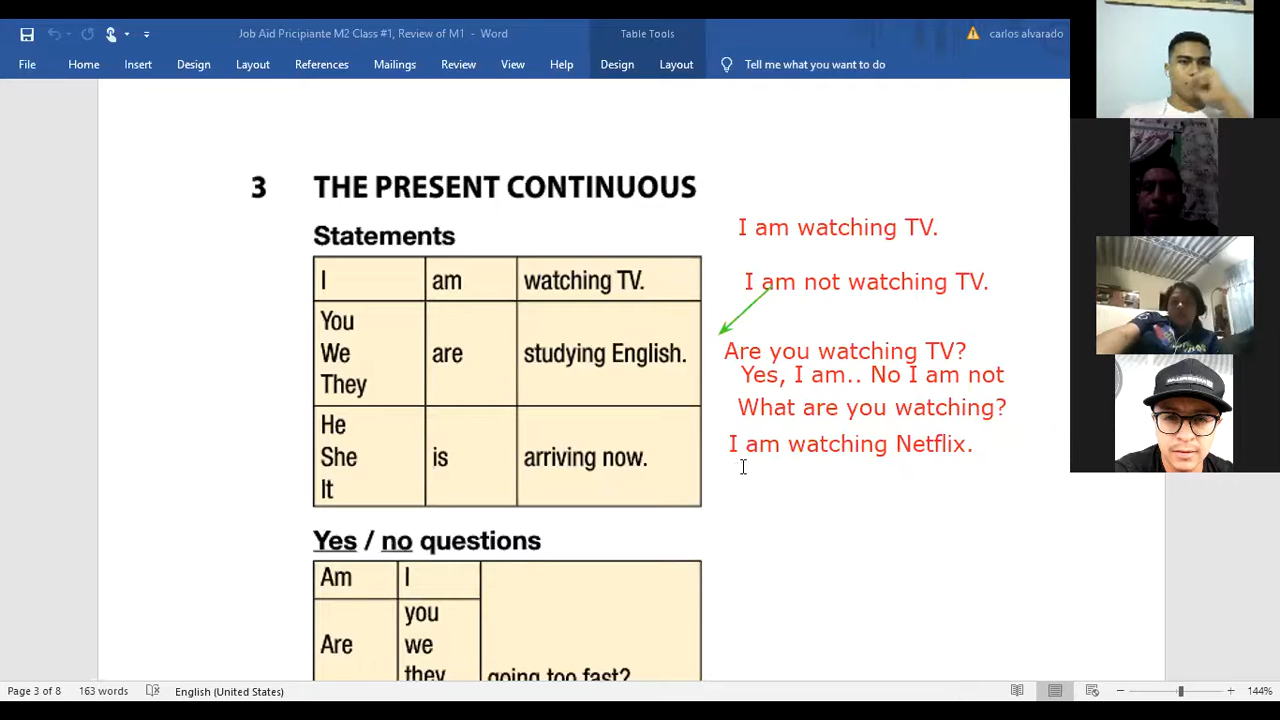 Job Aid Pricipiante M2 Class #1, Review of M1 - Word
Table Tools
carlos alvarado
File Home Insert Design Layout References Mailings Review View Help Design Layout Tell me what you want to do
3 THE PRESENT CONTINUOUS
Statements
I am watching TV.
You
We
They
are
studying English.
He
She
It
is
arriving now.
I am watching TV.
I am not watching TV.
Are you watching TV?
Yes, I am.. No I am not
What are you watching?
I am watching Netflix.
Yes / no questions
Am I
Are
you
we
they
going too fast?
Page 3 of 8 163 words English (United States) 144%